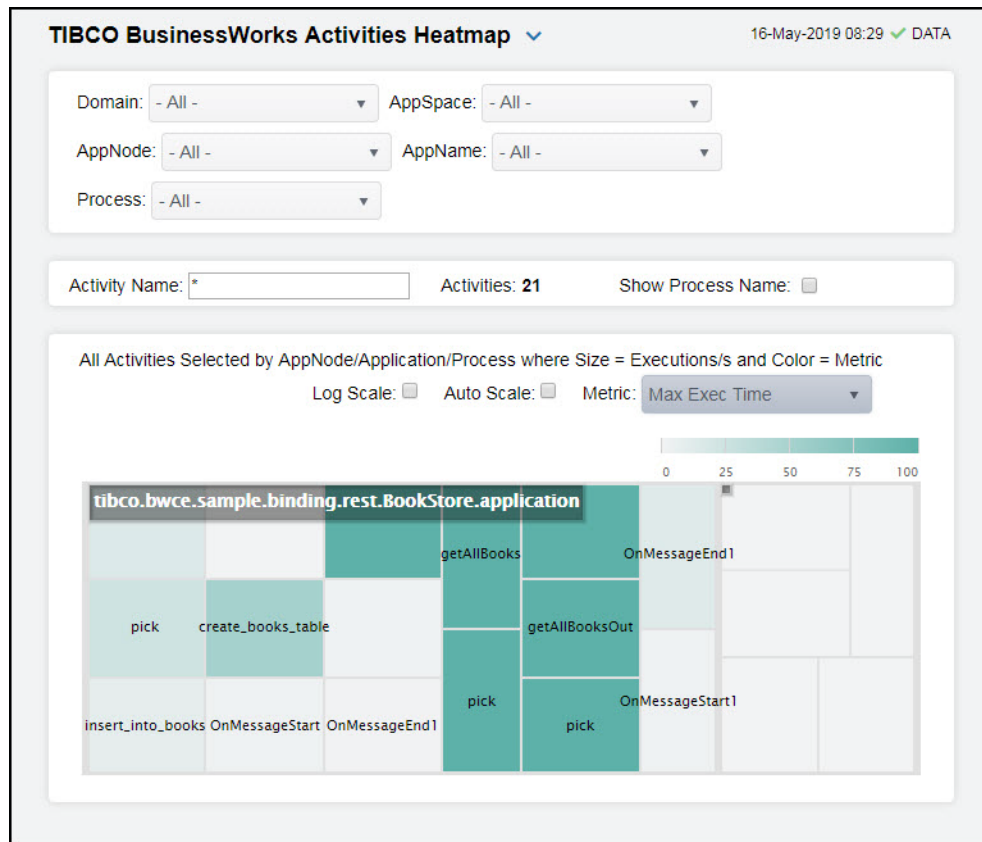 TIBCO BusinessWorks Activities Heatmap
16-May-2019 08:29 DATA
Domain: - All - AppSpace: - All -
AppNode: - All - AppName: - All -
Process: - All -
Activity Name: * Activities: 21 Show Process Name:
All Activities Selected by AppNode/Application/Process where Size = Executions/s and Color = Metric
Log Scale: Auto Scale: Metric: Max Exec Time
0 25 50 75 100
tibco.bwce.sample.binding.rest.BookStore.application
getAllBooks OnMessageEnd1
pick create_books_table getAllBooksOut
pick OnMessageStart1
insert_into_books OnMessageStart OnMessageEnd1 pick